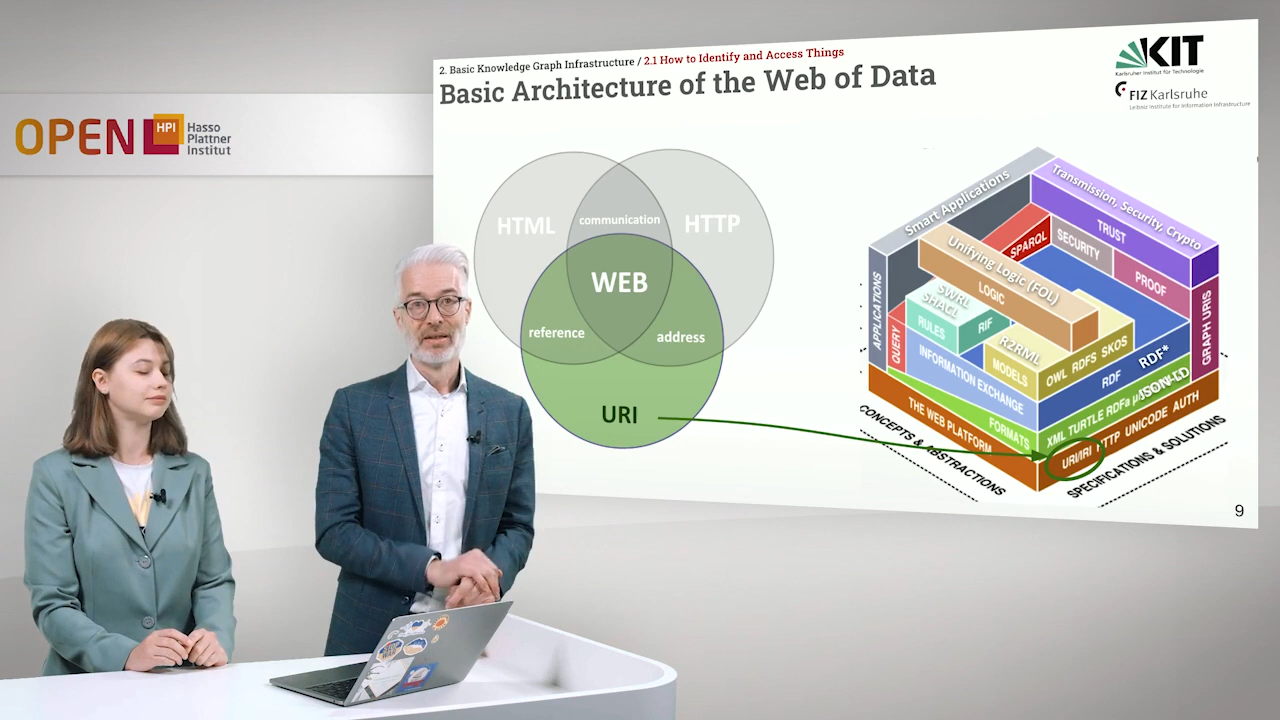 OPEN
HPI
Hasso
Plattner
Institut
2. Basic Knowledge Graph Infrastructure / 2.1 How to Identify and Access Things
Basic Architecture of the Web of Data
KIT
Karlsruher Institut für Technologie
FIZ Karlsruhe
Leibniz Institute for Information Infrastructure
HTML
communication
HTTP
WEB
reference
address
URI
Smart Applications
Transmission, Security, Crypto
TRUST
SPARQL
SECURITY
PROOF
Unifying Logic (FOL)
LOGIC
APPLICATIONS
SWRL
SHACL
RULES
RIF
R2RML
MODELS
OWL RDFS SKOS
QUERY
INFORMATION EXCHANGE
RDF
RDF*
GRAPH URIS
FORMATS
XML TURTLE RDFa
JSON-LD
THE WEB PLATFORM
URI/IRI HTTP UNICODE AUTH
CONCEPTS & ABSTRACTIONS
SPECIFICATIONS & SOLUTIONS
9